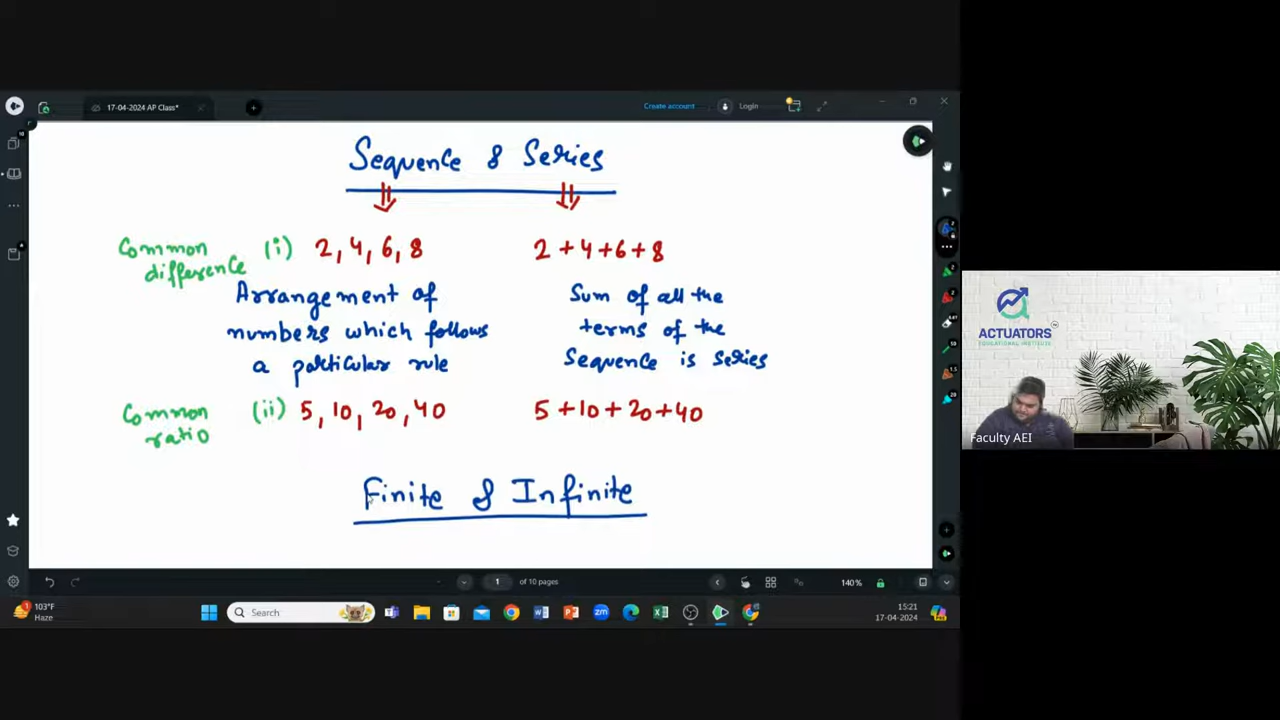 17-04-2024 AP Class*
Create account
Login
Sequence & Series
Common difference
(i) 2, 4, 6, 8
2 + 4 + 6 + 8
Arrangement of
numbers which follows
a particular rule
Sum of all the
terms of the
Sequence is series
Common ratio
(ii) 5, 10, 20, 40
5 + 10 + 20 + 40
Finite & Infinite
ACTUATORS
EDUCATIONAL INSTITUTE
Faculty AEI
1 of 10 pages
140%
103°F
Haze
Search
15:21
17-04-2024